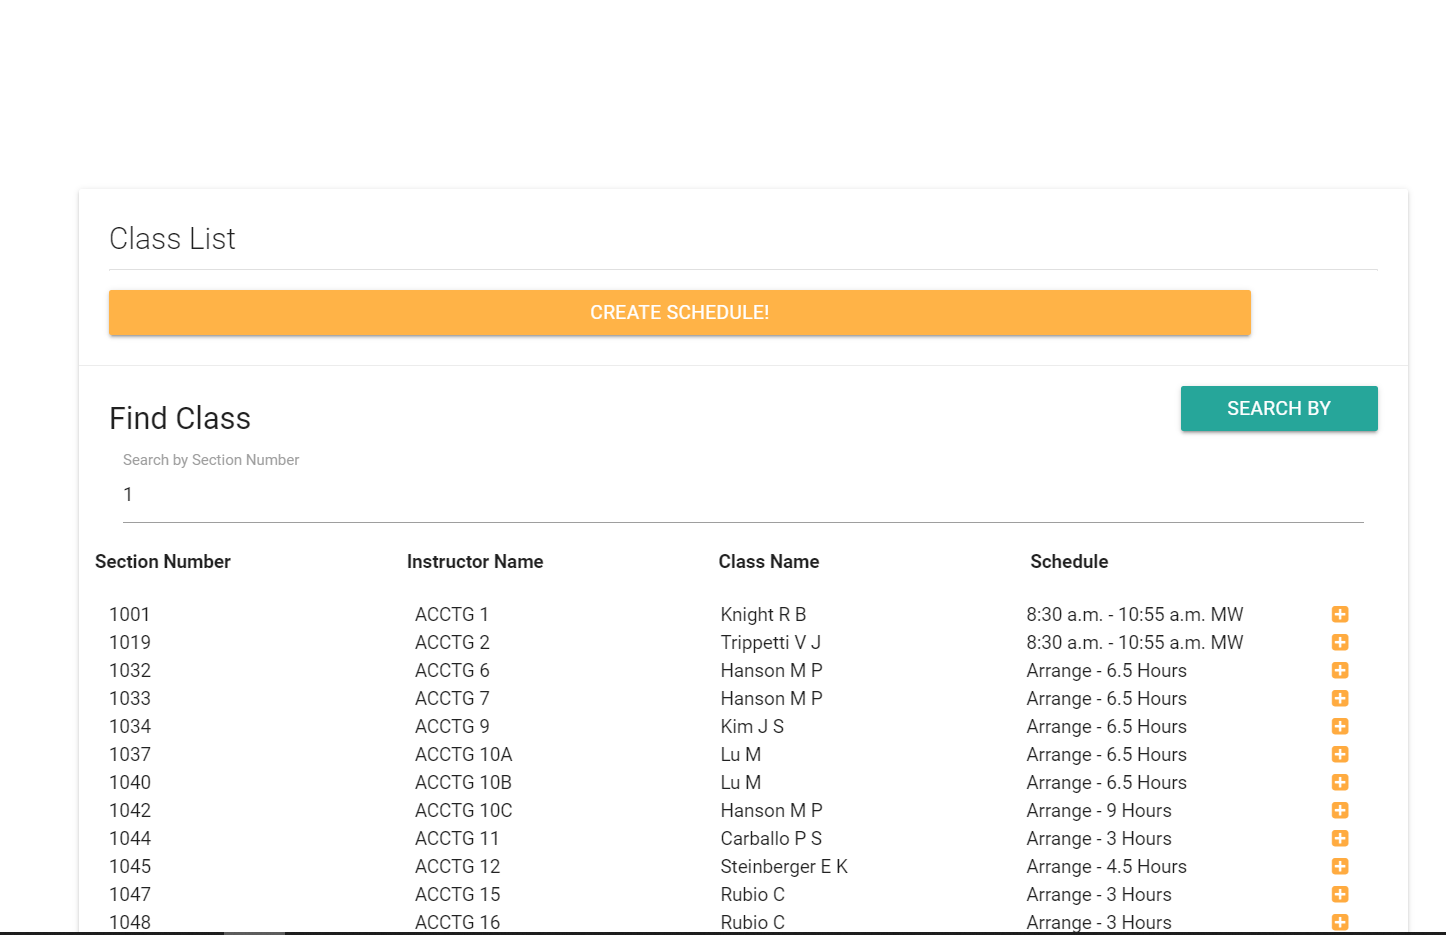 Class List
CREATE SCHEDULE!
Find Class
SEARCH BY
Search by Section Number
1
Section Number Instructor Name Class Name Schedule
1001 ACCTG 1 Knight R B 8:30 a.m. - 10:55 a.m. MW
1019 ACCTG 2 Trippetti V J 8:30 a.m. - 10:55 a.m. MW
1032 ACCTG 6 Hanson M P Arrange - 6.5 Hours
1033 ACCTG 7 Hanson M P Arrange - 6.5 Hours
1034 ACCTG 9 Kim J S Arrange - 6.5 Hours
1037 ACCTG 10A Lu M Arrange - 6.5 Hours
1040 ACCTG 10B Lu M Arrange - 6.5 Hours
1042 ACCTG 10C Hanson M P Arrange - 9 Hours
1044 ACCTG 11 Carballo P S Arrange - 3 Hours
1045 ACCTG 12 Steinberger E K Arrange - 4.5 Hours
1047 ACCTG 15 Rubio C Arrange - 3 Hours
1048 ACCTG 16 Rubio C Arrange - 3 Hours